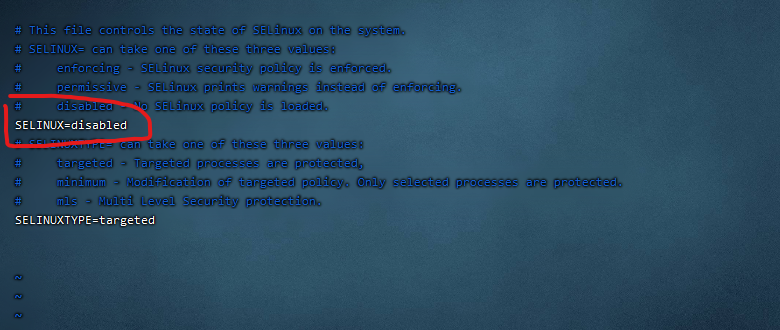 # This file controls the state of SELinux on the system.
# SELINUX= can take one of these three values:
#     enforcing - SELinux security policy is enforced.
#     permissive - SELinux prints warnings instead of enforcing.
#     disabled - No SELinux policy is loaded.
SELINUX=disabled
# SELINUXTYPE= can take one of these three values:
#     targeted - Targeted processes are protected,
#     minimum - Modification of targeted policy. Only selected processes are protected.
#     mls - Multi Level Security protection.
SELINUXTYPE=targeted
~
~
~